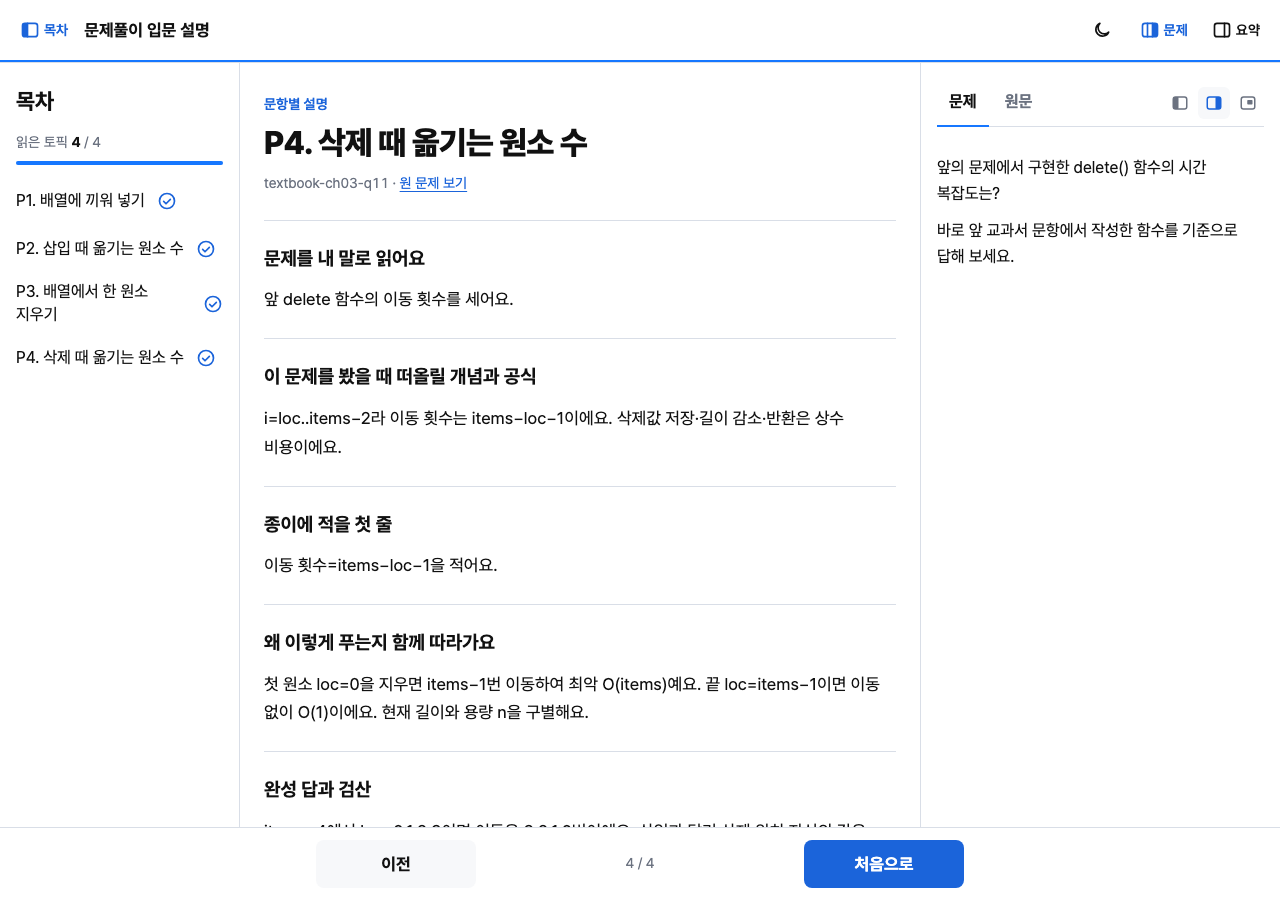 목차
문제풀이 입문 설명
문제
요약
목차
읽은 토픽 4 / 4
P1. 배열에 끼워 넣기
P2. 삽입 때 옮기는 원소 수
P3. 배열에서 한 원소
지우기
P4. 삭제 때 옮기는 원소 수
문항별 설명
P4. 삭제 때 옮기는 원소 수
textbook-ch03-q11 · 원 문제 보기
문제를 내 말로 읽어요
앞 delete 함수의 이동 횟수를 세어요.
이 문제를 봤을 때 떠올릴 개념과 공식
i=loc..items−2라 이동 횟수는 items−loc−1이에요. 삭제값 저장·길이 감소·반환은 상수
비용이에요.
종이에 적을 첫 줄
이동 횟수=items−loc−1을 적어요.
왜 이렇게 푸는지 함께 따라가요
첫 원소 loc=0을 지우면 items−1번 이동하여 최악 O(items)예요. 끝 loc=items−1이면 이동
없이 O(1)이에요. 현재 길이와 용량 n을 구별해요.
완성 답과 검산
문제
원문
앞의 문제에서 구현한 delete() 함수의 시간
복잡도는?
바로 앞 교과서 문항에서 작성한 함수를 기준으로
답해 보세요.
이전
4 / 4
처음으로